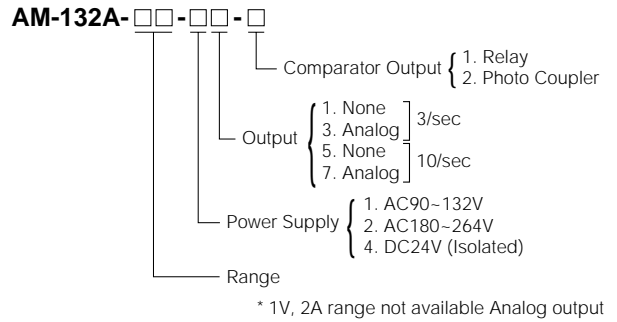 AM-132A-□□-□□-□
Comparator Output { 1. Relay
2. Photo Coupler
Output { 1. None
3. Analog ] 3/sec
5. None
7. Analog ] 10/sec
Power Supply { 1. AC90~132V
2. AC180~264V
4. DC24V (Isolated)
Range
* 1V, 2A range not available Analog output